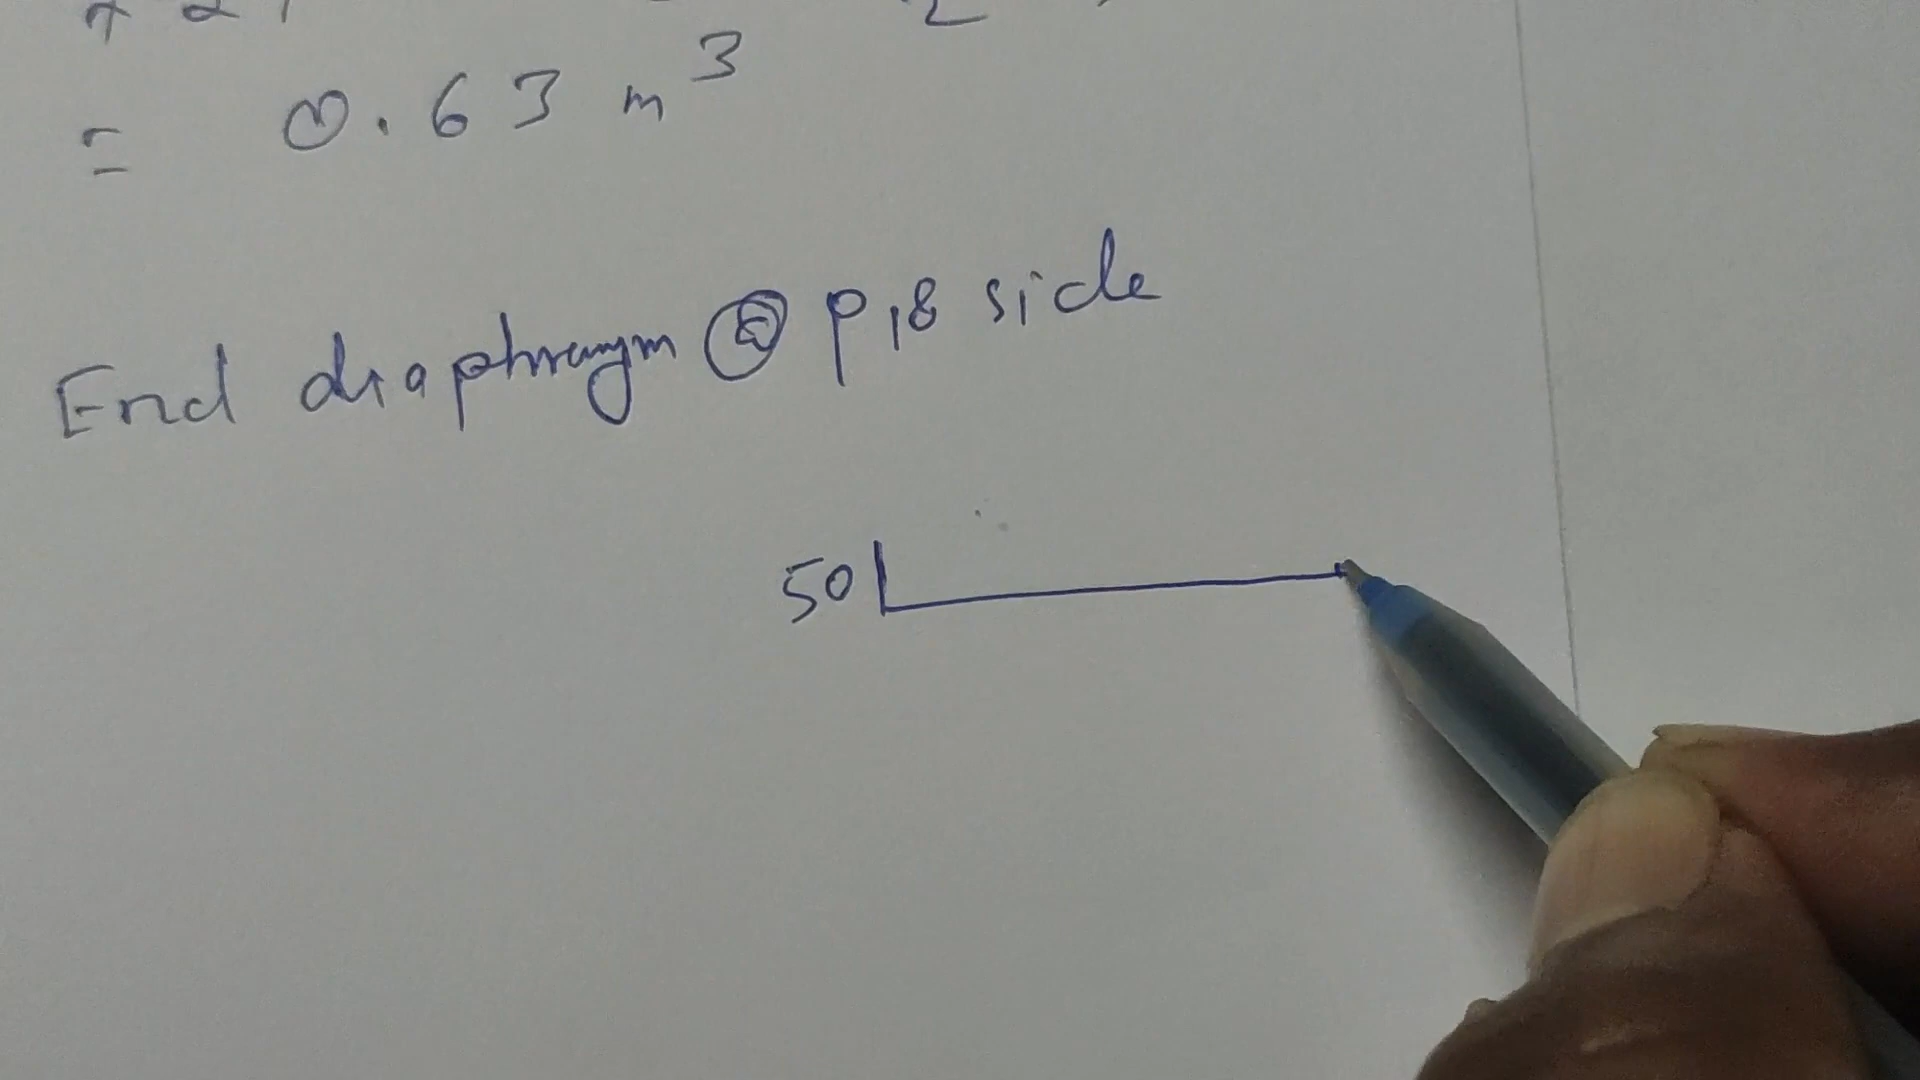 = 0.63 m³
End diaphragm @ P18 side
50